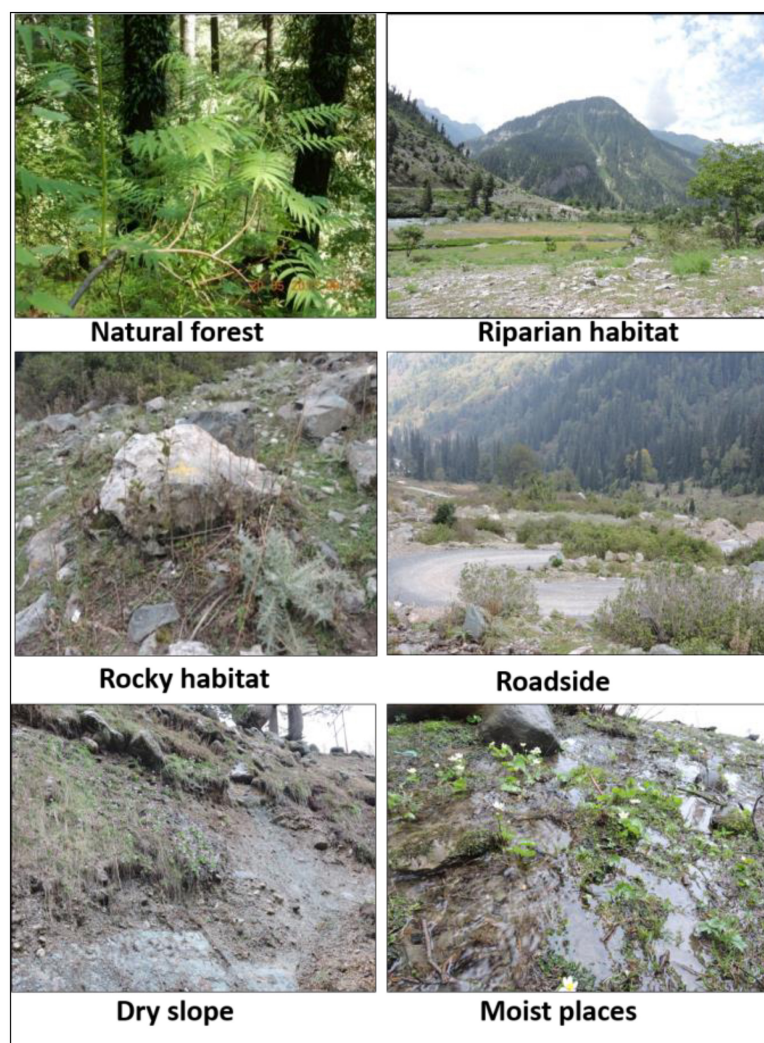 Natural forest
Riparian habitat
Rocky habitat
Roadside
Dry slope
Moist places